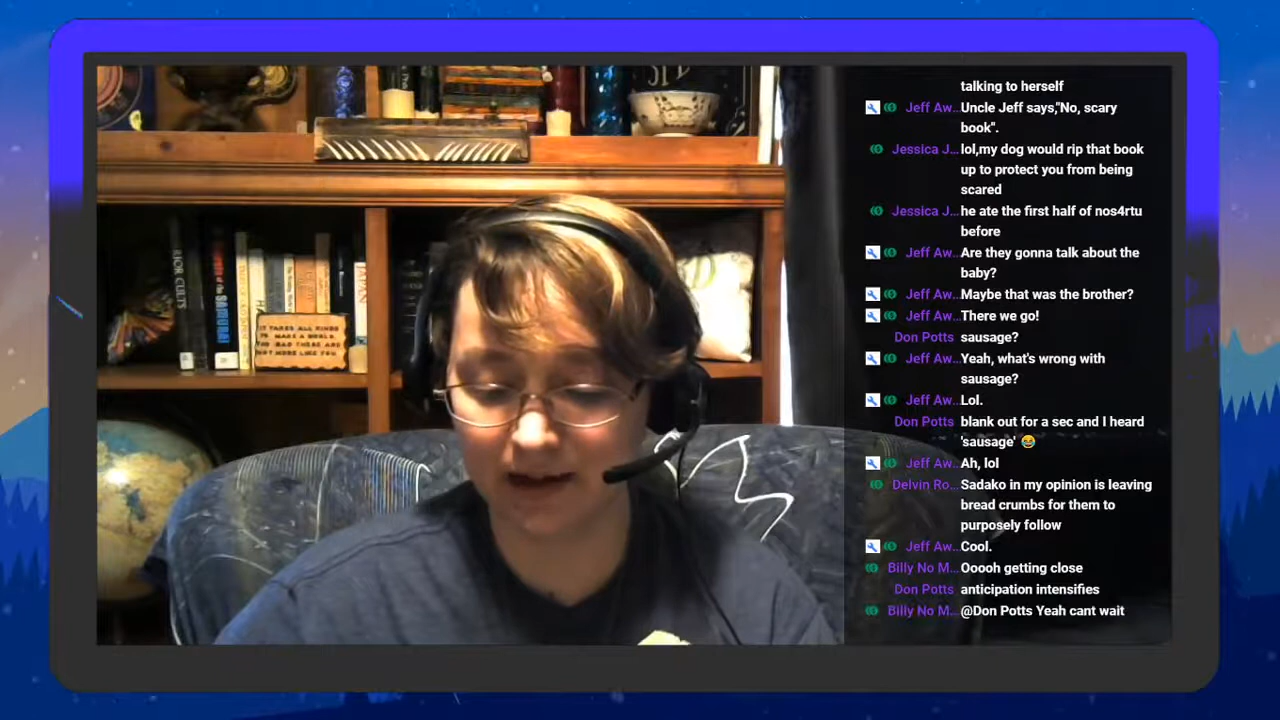 talking to herself
Jeff Aw... Uncle Jeff says,"No, scary
book".
Jessica J... lol,my dog would rip that book
up to protect you from being
scared
Jessica J... he ate the first half of nos4rtu
before
Jeff Aw... Are they gonna talk about the
baby?
Jeff Aw... Maybe that was the brother?
Jeff Aw... There we go!
Don Potts sausage?
Jeff Aw... Yeah, what's wrong with
sausage?
Jeff Aw... Lol.
Don Potts blank out for a sec and I heard
'sausage' 😂
Jeff Aw... Ah, lol
Delvin Ro... Sadako in my opinion is leaving
bread crumbs for them to
purposely follow
Jeff Aw... Cool.
Billy No M... Ooooh getting close
Don Potts anticipation intensifies
Billy No M... @Don Potts Yeah cant wait
IT TAKES ALL KINDS
TO MAKE A WORLD.
TOO BAD THERE ARE
NOT MORE LIKE YOU.
SAMURAI
CULTS